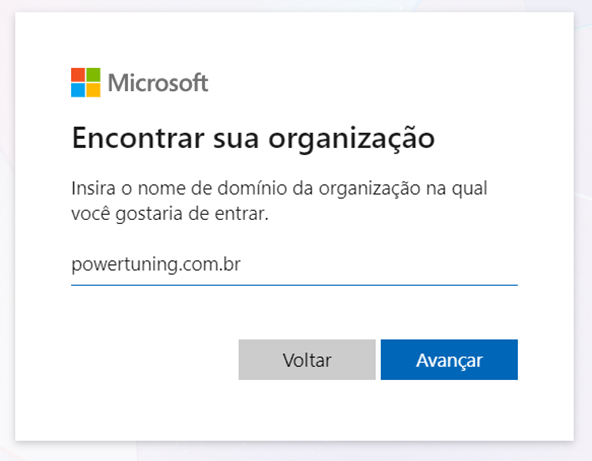 Microsoft
Encontrar sua organização
Insira o nome de domínio da organização na qual
você gostaria de entrar.
powertuning.com.br
Voltar
Avançar